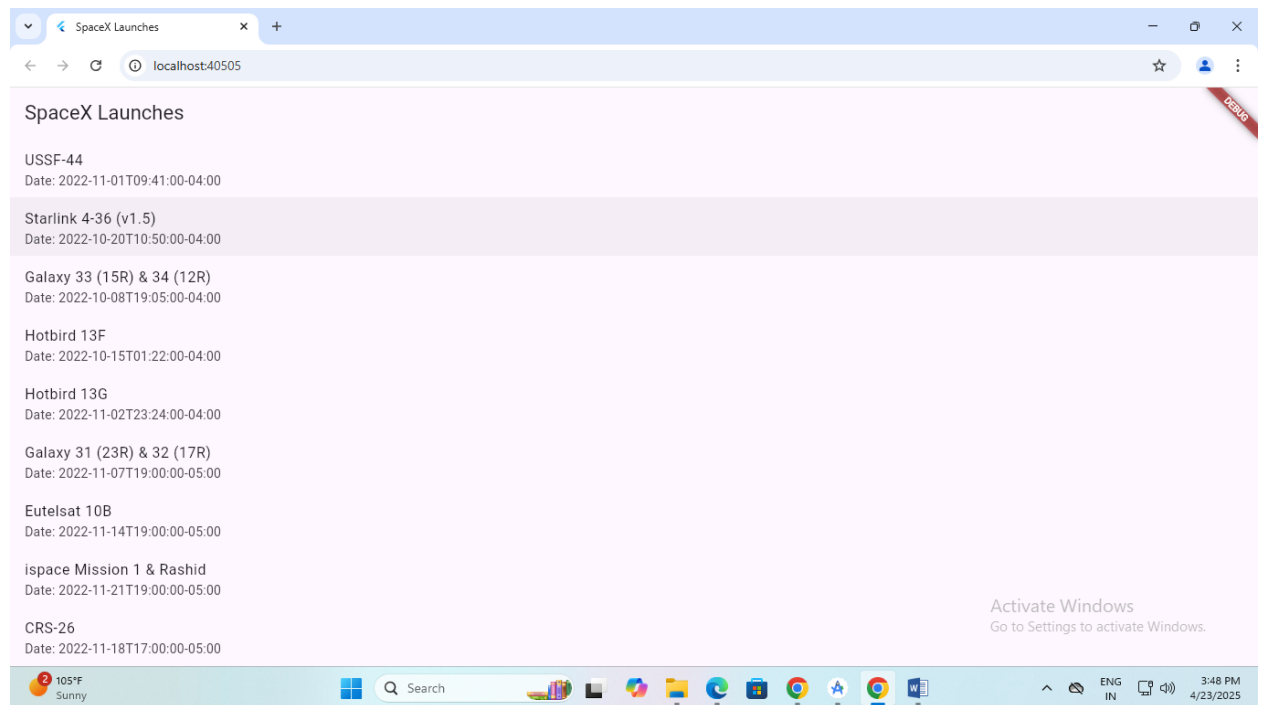 SpaceX Launches
localhost:40505
SpaceX Launches
DEBUG
USSF-44
Date: 2022-11-01T09:41:00-04:00
Starlink 4-36 (v1.5)
Date: 2022-10-20T10:50:00-04:00
Galaxy 33 (15R) & 34 (12R)
Date: 2022-10-08T19:05:00-04:00
Hotbird 13F
Date: 2022-10-15T01:22:00-04:00
Hotbird 13G
Date: 2022-11-02T23:24:00-04:00
Galaxy 31 (23R) & 32 (17R)
Date: 2022-11-07T19:00:00-05:00
Eutelsat 10B
Date: 2022-11-14T19:00:00-05:00
ispace Mission 1 & Rashid
Date: 2022-11-21T19:00:00-05:00
CRS-26
Date: 2022-11-18T17:00:00-05:00
Activate Windows
Go to Settings to activate Windows.
2
105°F
Sunny
Search
W
ENG
IN
3:48 PM
4/23/2025